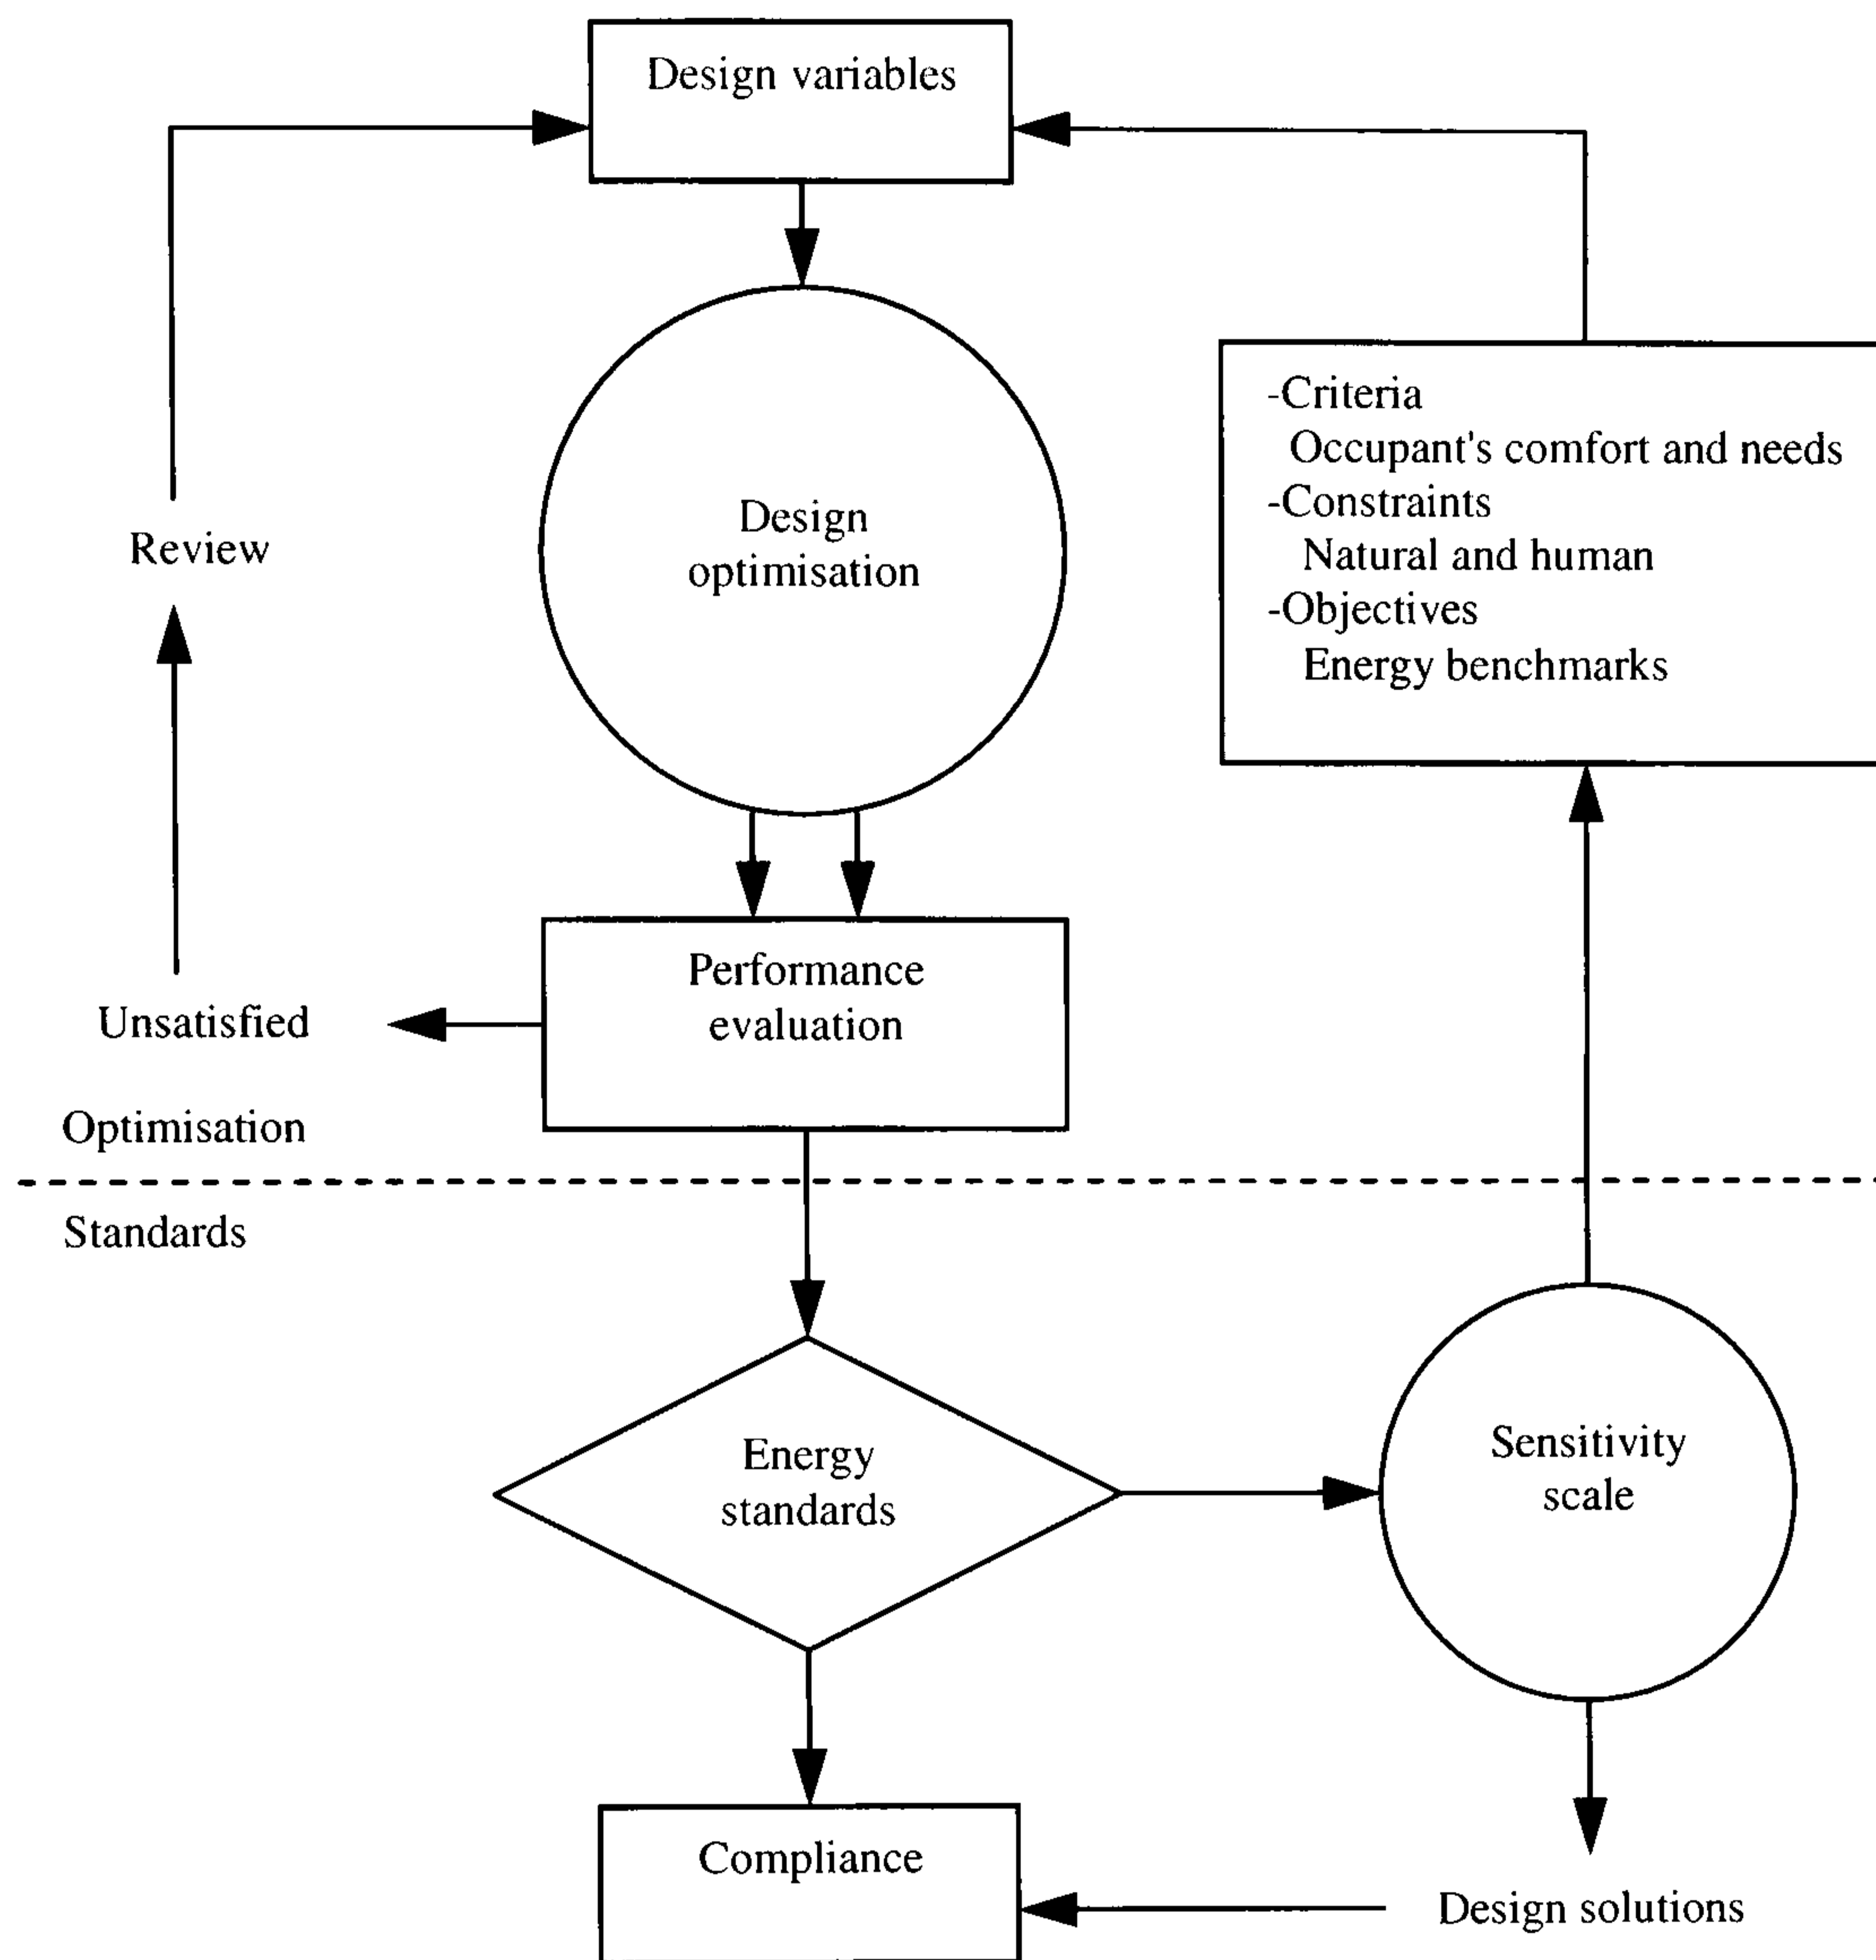 Design variables
-Criteria
Occupant's comfort and needs
-Constraints
Natural and human
-Objectives
Energy benchmarks
Design
optimisation
Review
Performance
evaluation
Unsatisfied
Optimisation
Standards
Energy
standards
Sensitivity
scale
Compliance
Design solutions